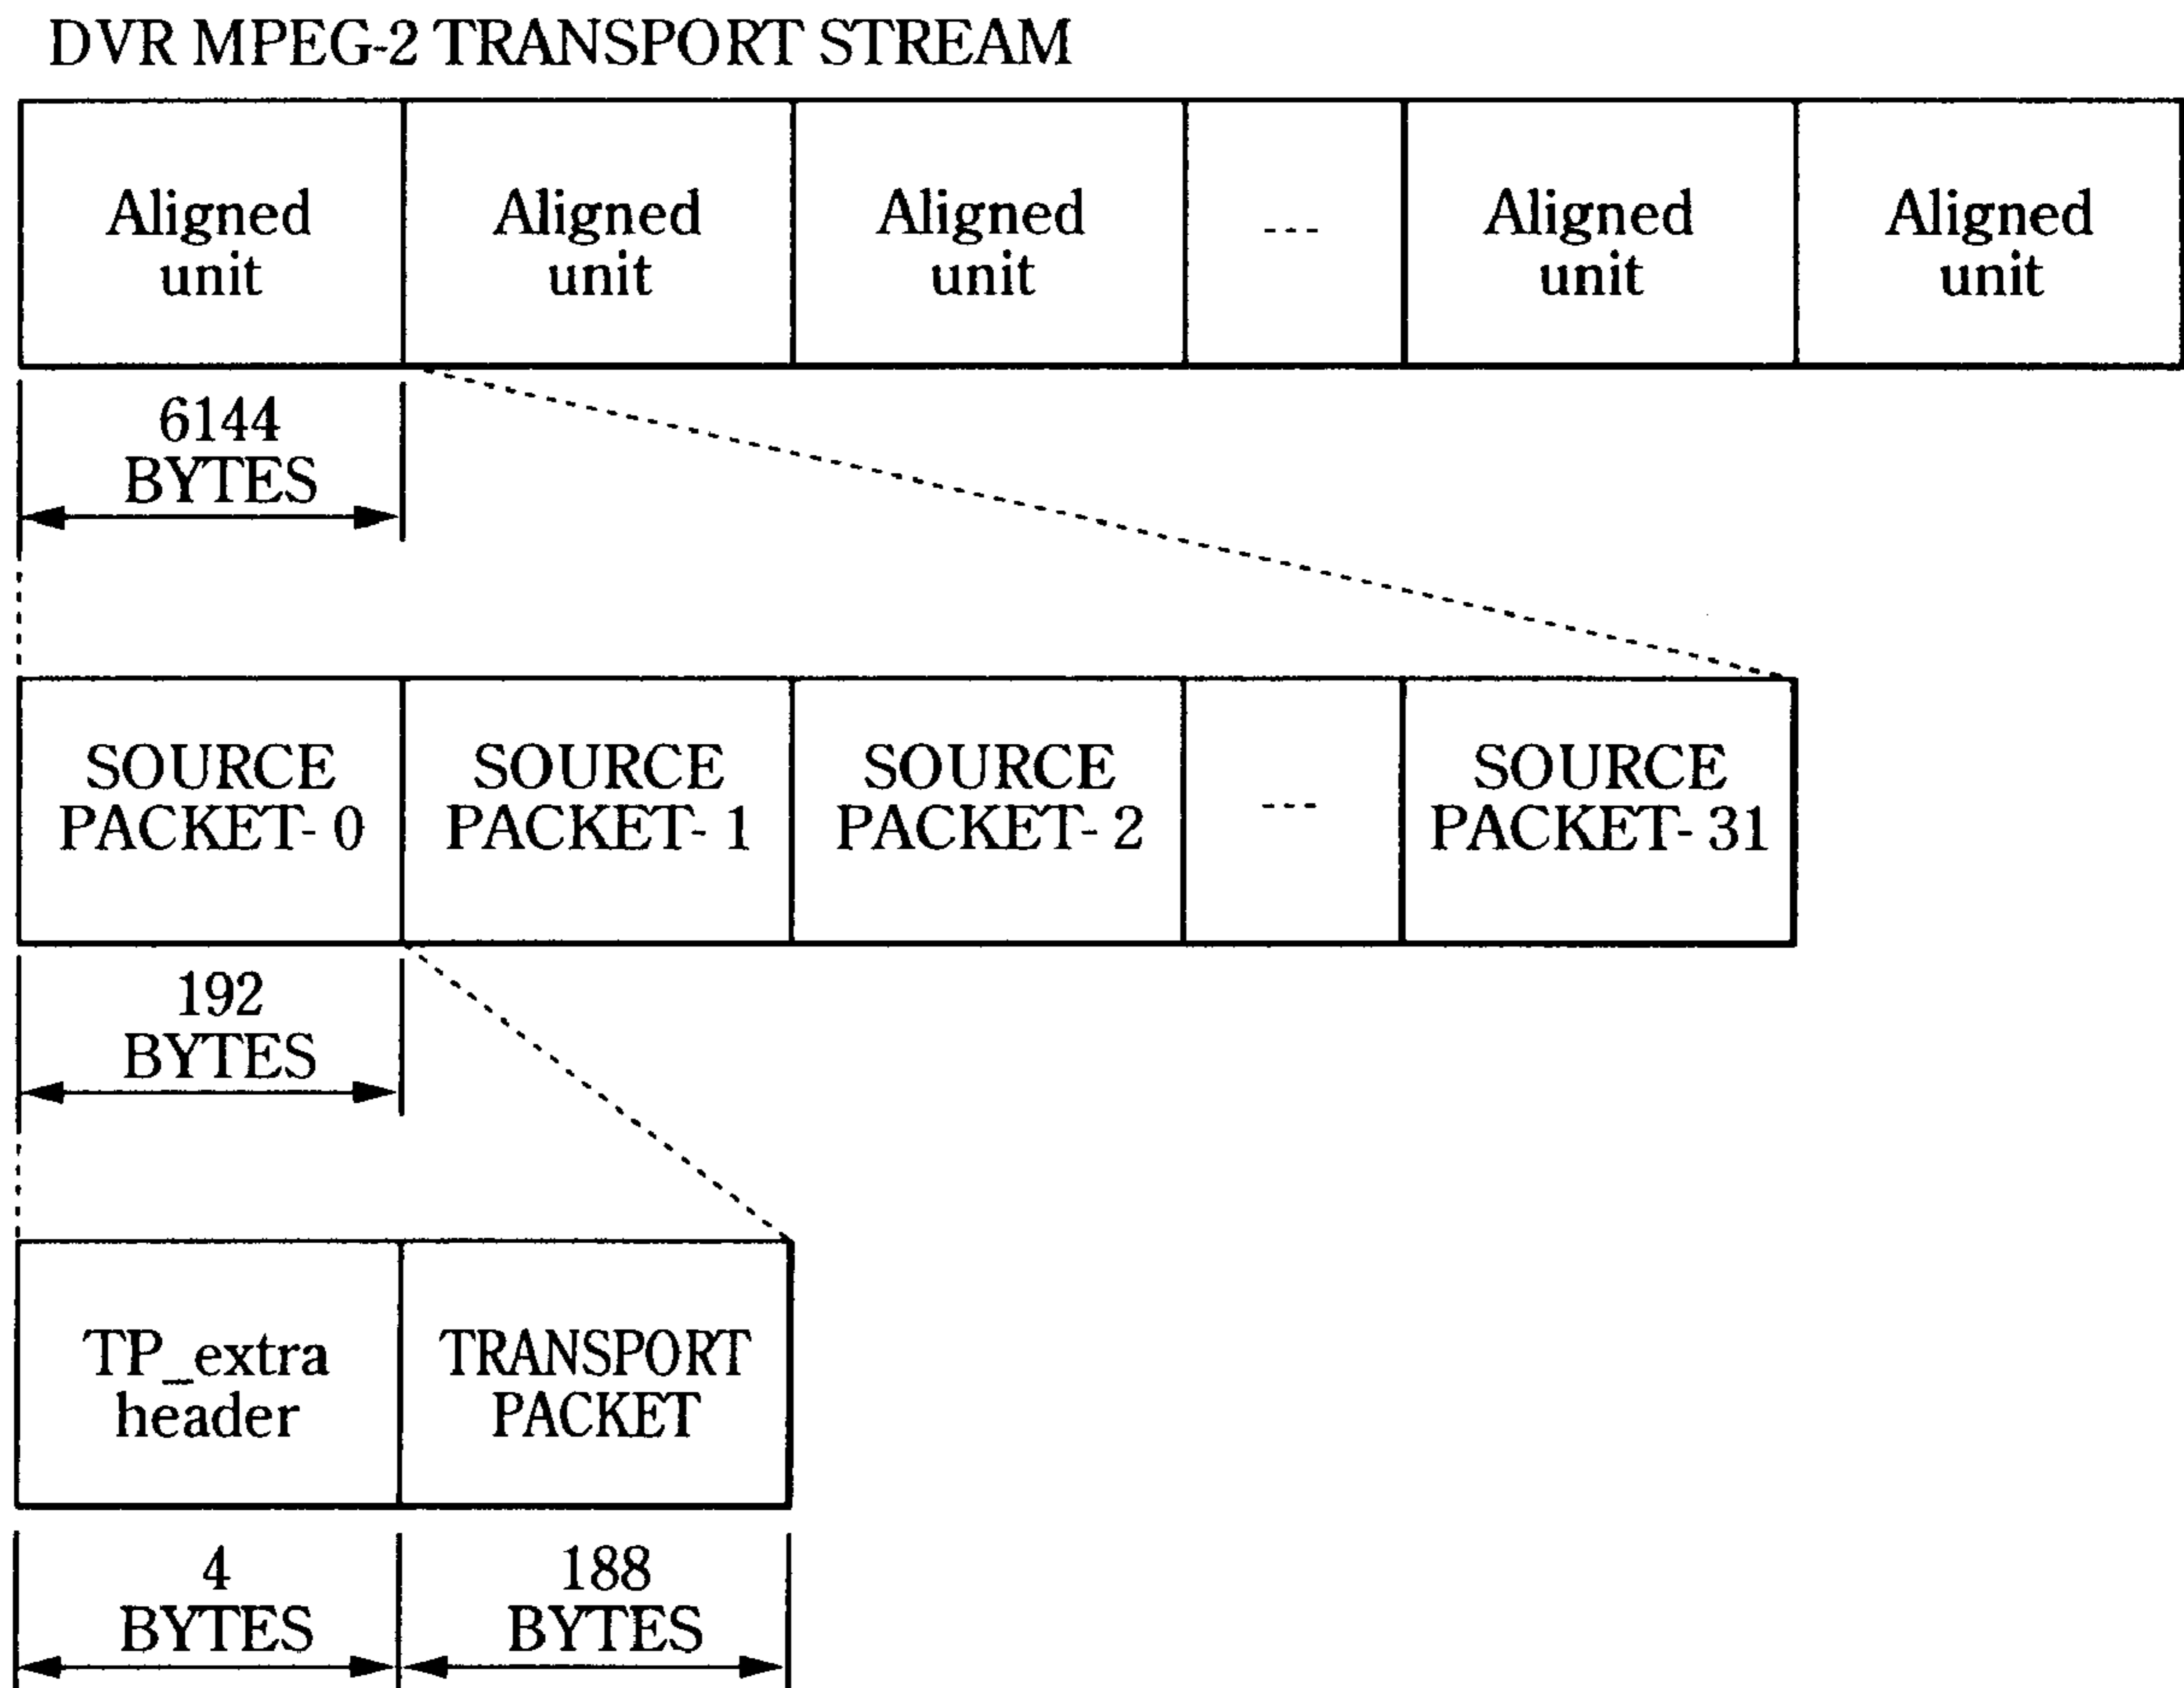 DVR MPEG-2 TRANSPORT STREAM
Aligned
unit
Aligned
unit
Aligned
unit
---
Aligned
unit
Aligned
unit
6144
BYTES
SOURCE
PACKET- 0
SOURCE
PACKET- 1
SOURCE
PACKET- 2
---
SOURCE
PACKET- 31
192
BYTES
TP_extra
header
TRANSPORT
PACKET
4
BYTES
188
BYTES